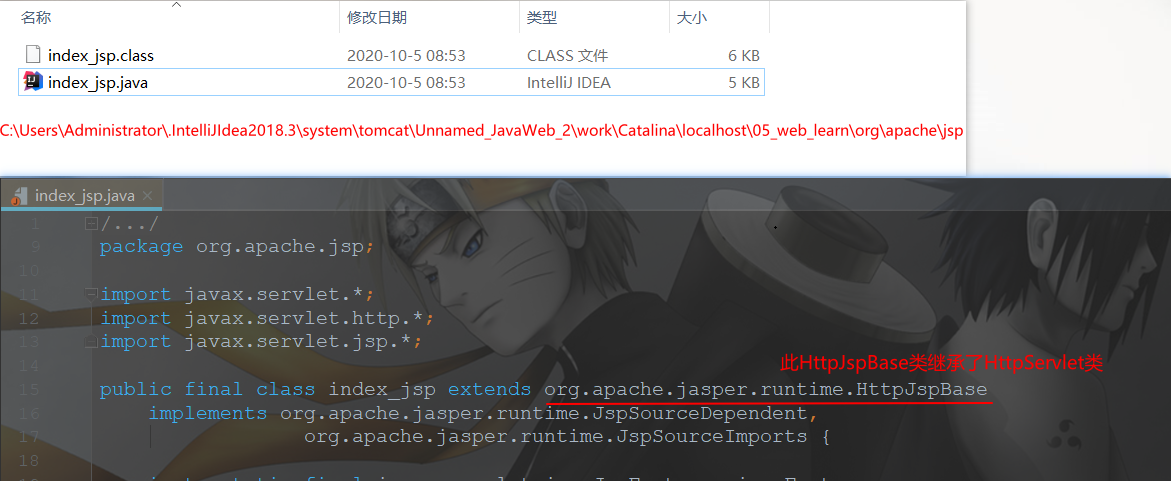 名称 修改日期 类型 大小
index_jsp.class 2020-10-5 08:53 CLASS 文件 6 KB
index_jsp.java 2020-10-5 08:53 IntelliJ IDEA 5 KB
C:\Users\Administrator\.IntelliJIdea2018.3\system\tomcat\Unnamed_JavaWeb_2\work\Catalina\localhost\05_web_learn\org\apache\jsp
index_jsp.java
1 /.../
9 package org.apache.jsp;
10
11 import javax.servlet.*;
12 import javax.servlet.http.*;
13 import javax.servlet.jsp.*;
14
此HttpJspBase类继承了HttpServlet类
15 public final class index_jsp extends org.apache.jasper.runtime.HttpJspBase
16 implements org.apache.jasper.runtime.JspSourceDependent,
17 org.apache.jasper.runtime.JspSourceImports {
18